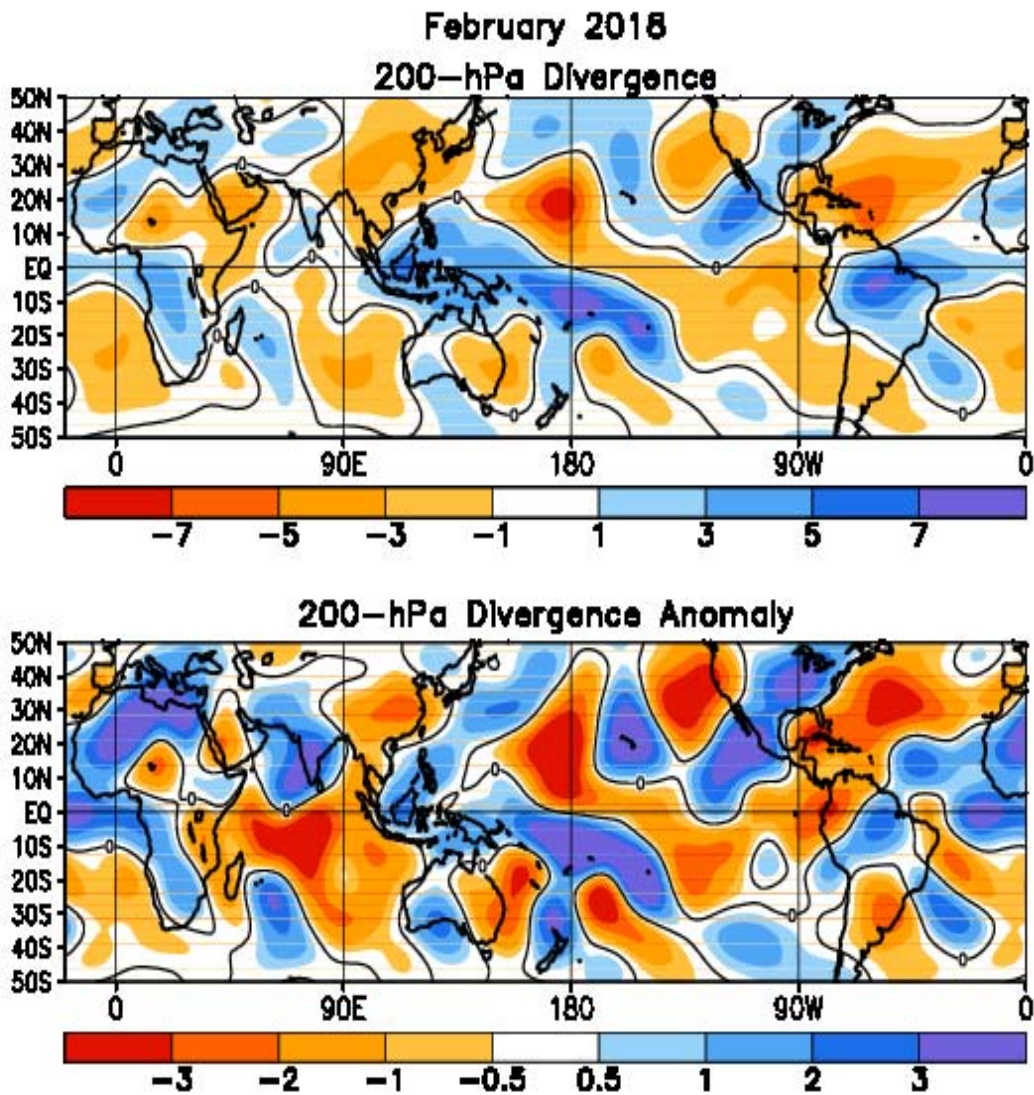 February 2018
200-hPa Divergence
50N
40N
30N
20N
10N
EQ
10S
20S
30S
40S
50S
0 90E 180 90W 0
-7 -5 -3 -1 1 3 5 7
200-hPa Divergence Anomaly
50N
40N
30N
20N
10N
EQ
10S
20S
30S
40S
50S
0 90E 180 90W 0
-3 -2 -1 -0.5 0.5 1 2 3